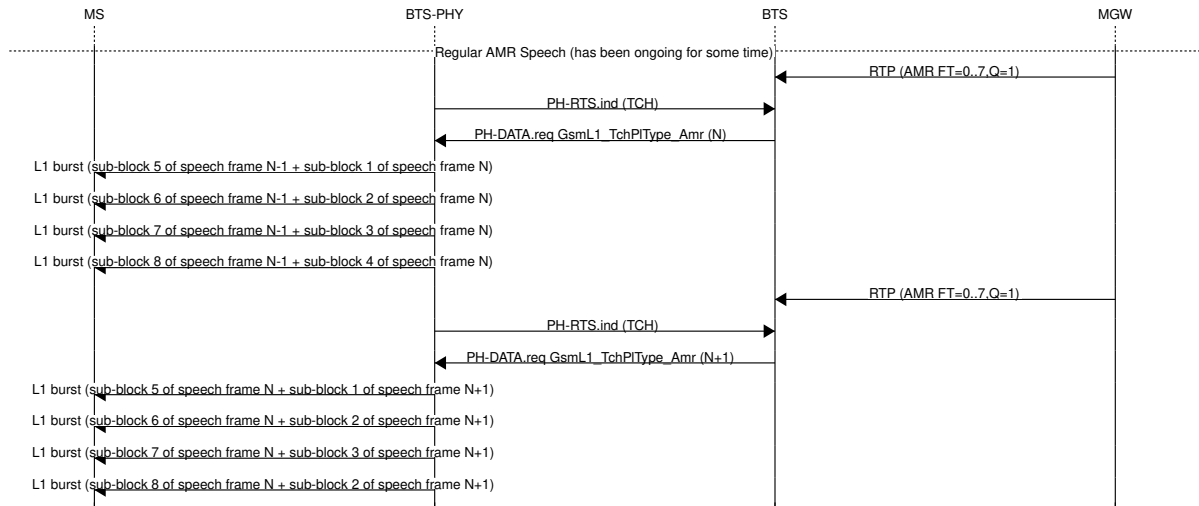 MS BTS-PHY BTS MGW
Regular AMR Speech (has been ongoing for some time)
RTP (AMR FT=0..7,Q=1)
PH-RTS.ind (TCH)
PH-DATA.req GsmL1_TchPlType_Amr (N)
L1 burst (sub-block 5 of speech frame N-1 + sub-block 1 of speech frame N)
L1 burst (sub-block 6 of speech frame N-1 + sub-block 2 of speech frame N)
L1 burst (sub-block 7 of speech frame N-1 + sub-block 3 of speech frame N)
L1 burst (sub-block 8 of speech frame N-1 + sub-block 4 of speech frame N)
RTP (AMR FT=0..7,Q=1)
PH-RTS.ind (TCH)
PH-DATA.req GsmL1_TchPlType_Amr (N+1)
L1 burst (sub-block 5 of speech frame N + sub-block 1 of speech frame N+1)
L1 burst (sub-block 6 of speech frame N + sub-block 2 of speech frame N+1)
L1 burst (sub-block 7 of speech frame N + sub-block 3 of speech frame N+1)
L1 burst (sub-block 8 of speech frame N + sub-block 2 of speech frame N+1)